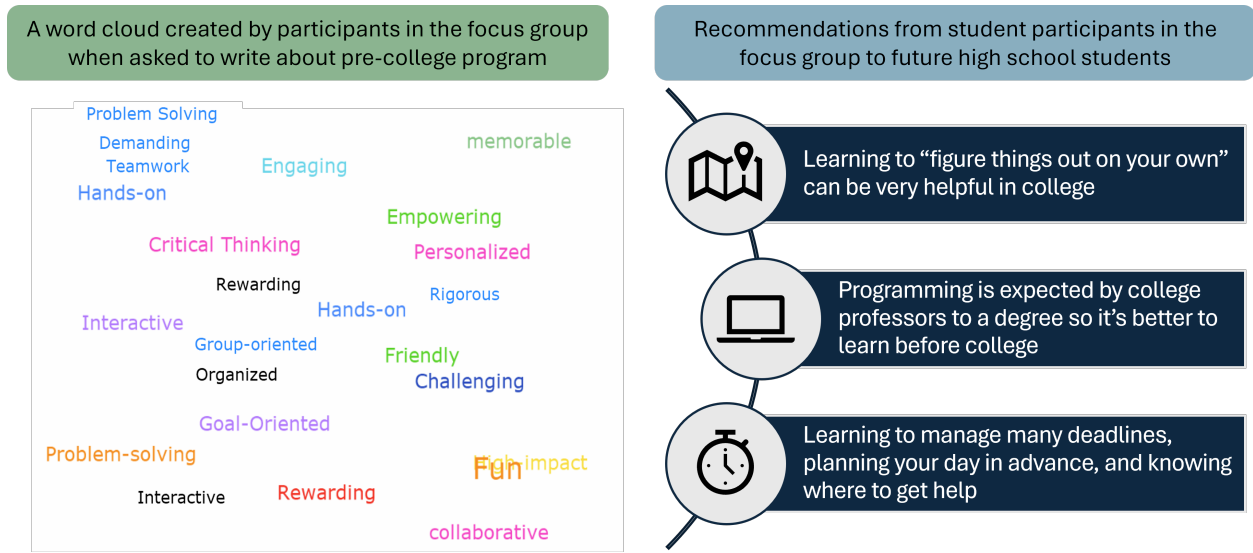 A word cloud created by participants in the focus group
when asked to write about pre-college program
Problem Solving
memorable
Demanding
Teamwork
Engaging
Hands-on
Empowering
Critical Thinking
Personalized
Rewarding
Rigorous
Hands-on
Interactive
Group-oriented
Friendly
Organized
Challenging
Goal-Oriented
Problem-solving
High-impact
Fun
Interactive
Rewarding
collaborative
Recommendations from student participants in the
focus group to future high school students
Learning to “figure things out on your own”
can be very helpful in college
Programming is expected by college
professors to a degree so it’s better to
learn before college
Learning to manage many deadlines,
planning your day in advance, and knowing
where to get help